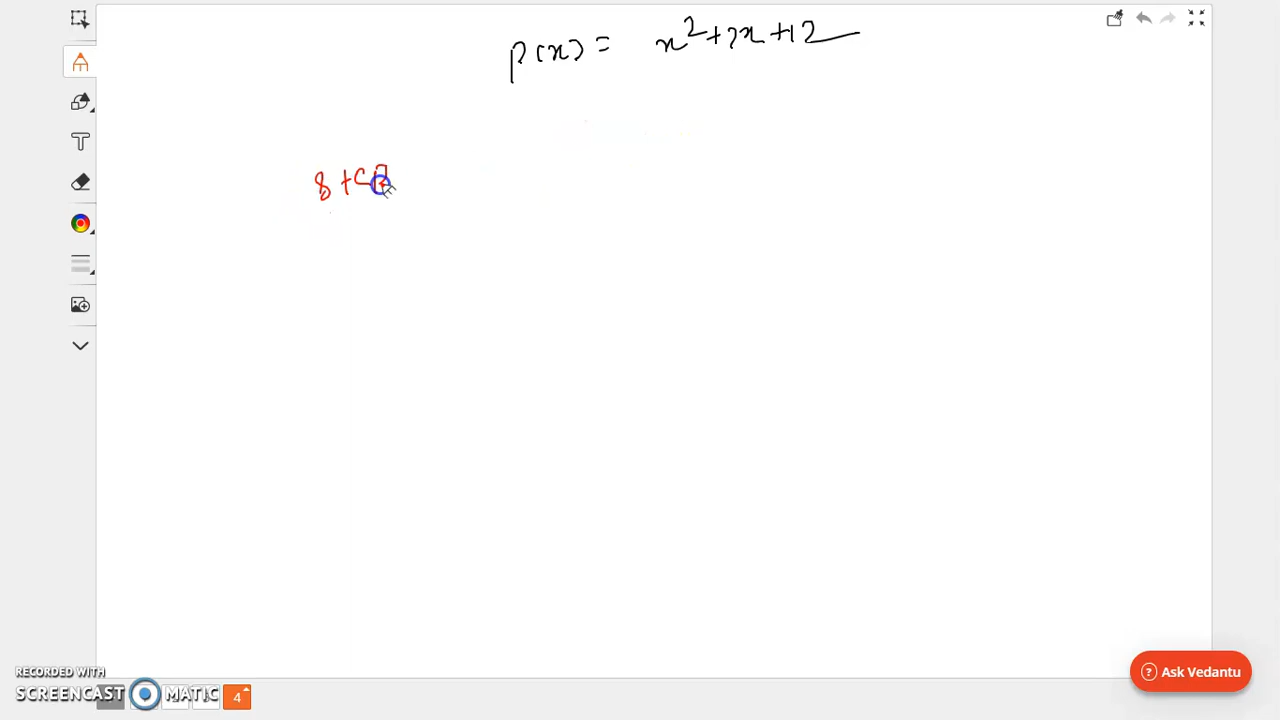 p(x) = x²+7x+12
8 +
T
RECORDED WITH
SCREENCAST MATIC
4
? Ask Vedantu